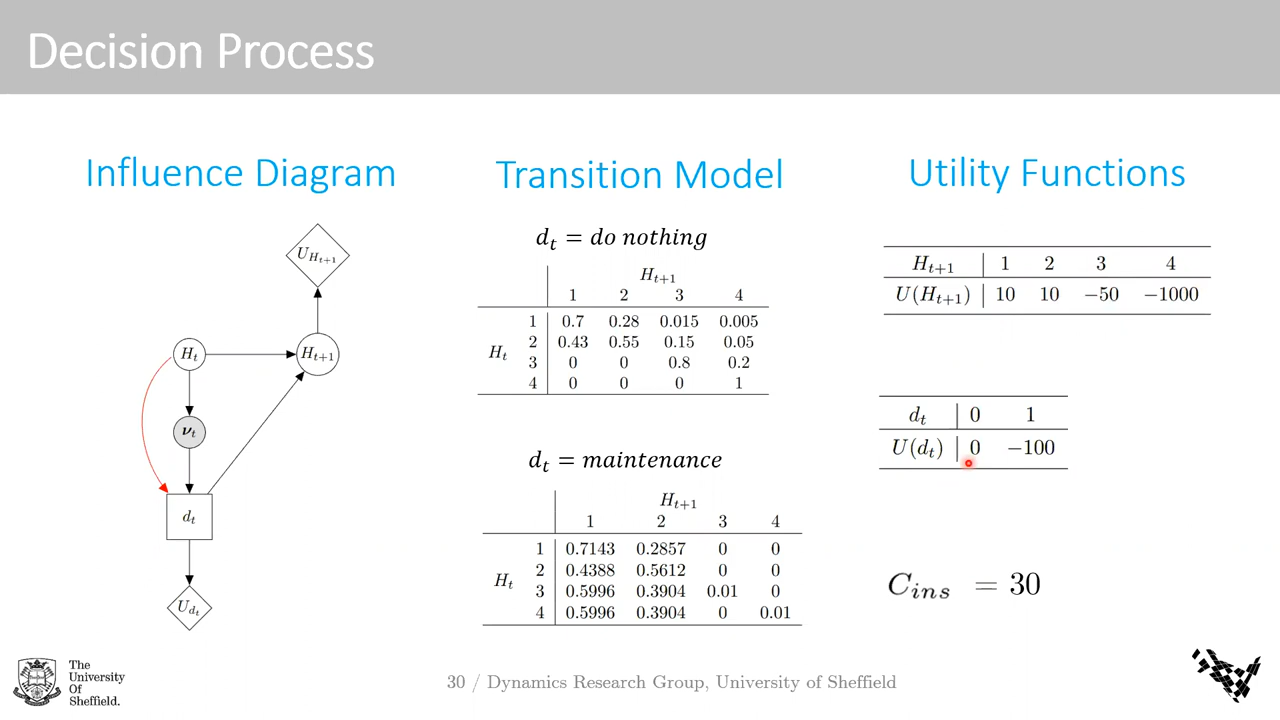 Decision Process
Influence Diagram
U_{H_{t+1}}
H_t
H_{t+1}
ν_t
d_t
U_{d_t}
Transition Model
d_t = do nothing
H_{t+1}
1 2 3 4
1 0.7 0.28 0.015 0.005
2 0.43 0.55 0.15 0.05
H_t
3 0 0 0.8 0.2
4 0 0 0 1
d_t = maintenance
H_{t+1}
1 2 3 4
1 0.7143 0.2857 0 0
2 0.4388 0.5612 0 0
H_t
3 0.5996 0.3904 0.01 0
4 0.5996 0.3904 0 0.01
Utility Functions
H_{t+1} 1 2 3 4
U(H_{t+1}) 10 10 −50 −1000
d_t 0 1
U(d_t) 0 −100
C_{ins} = 30
The
University
Of
Sheffield.
30 / Dynamics Research Group, University of Sheffield